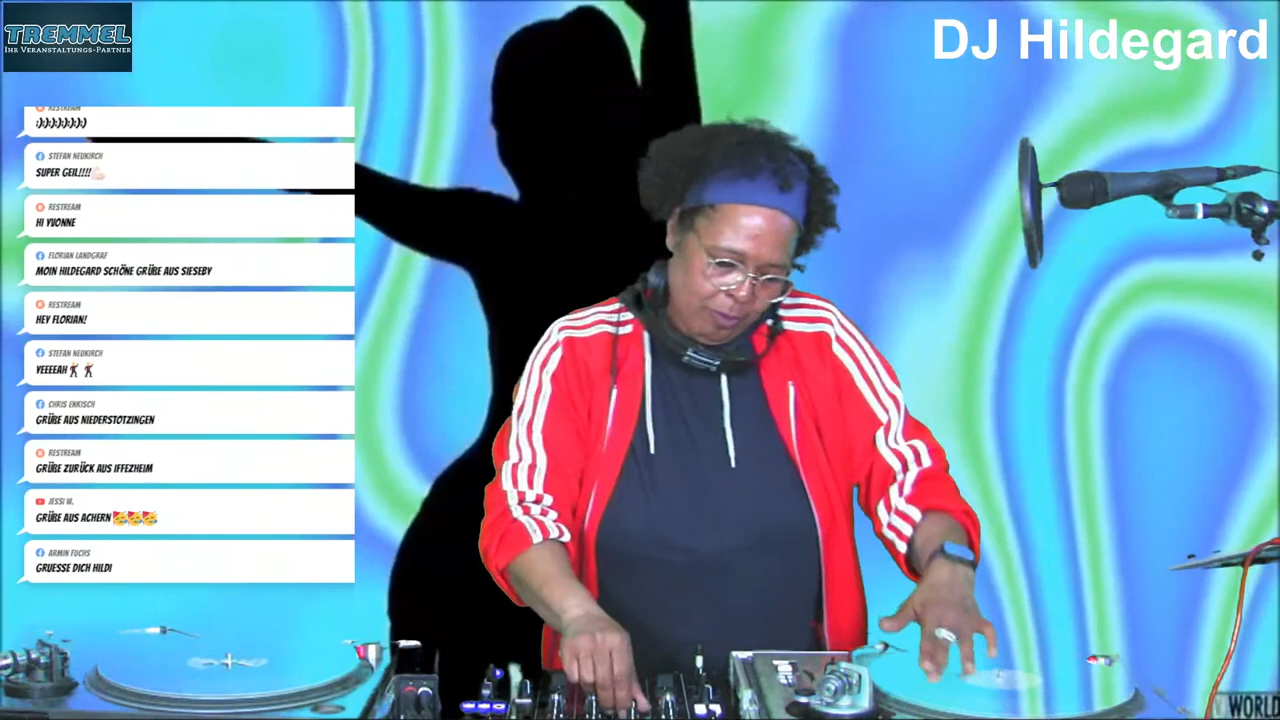 TREMMEL
IHR VERANSTALTUNGS-PARTNER
DJ Hildegard
RESTREAM
:)))))))))
STEFAN NEUKIRCH
SUPER GEIL!!!!💪🏻
RESTREAM
HI YVONNE
FLORIAN LANDGRAF
MOIN HILDEGARD SCHÖNE GRÜßE AUS SIESEBY
RESTREAM
HEY FLORIAN!
STEFAN NEUKIRCH
YEEEEAH🕺🕺
CHRIS ENKISCH
GRÜßE AUS NIEDERSTOTZINGEN
RESTREAM
GRÜßE ZURÜCK AUS IFFEZHEIM
JESSI W.
GRÜßE AUS ACHERN🥳🥳🥳
ARMIN FUCHS
GRUESSE DICH HILDI
WORLD